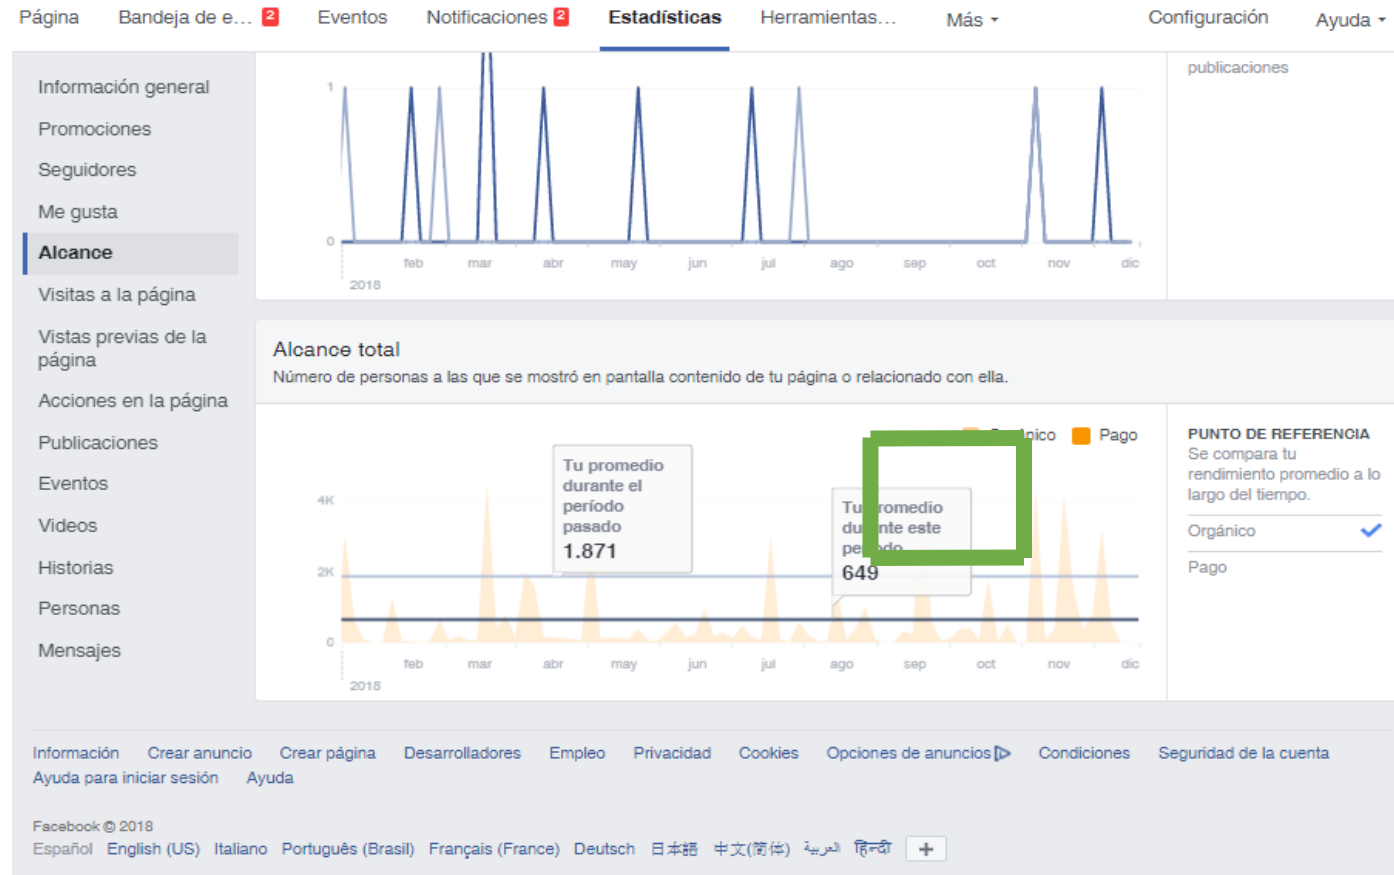 Página Bandeja de e... 2 Eventos Notificaciones 2 Estadísticas Herramientas... Más Configuración Ayuda
Información general
Promociones
Seguidores
Me gusta
Alcance
Visitas a la página
Vistas previas de la
página
Acciones en la página
Publicaciones
Eventos
Videos
Historias
Personas
Mensajes
publicaciones
1
0
feb mar abr may jun jul ago sep oct nov dic
2018
Alcance total
Número de personas a las que se mostró en pantalla contenido de tu página o relacionado con ella.
Pago
4K
2K
0
Tu promedio
durante el
período
pasado
1.871
Tu promedio
durante este
período
649
feb mar abr may jun jul ago sep oct nov dic
2018
PUNTO DE REFERENCIA
Se compara tu
rendimiento promedio a lo
largo del tiempo.
Orgánico
Pago
Información Crear anuncio Crear página Desarrolladores Empleo Privacidad Cookies Opciones de anuncios Condiciones Seguridad de la cuenta
Ayuda para iniciar sesión Ayuda
Facebook © 2018
Español English (US) Italiano Português (Brasil) Français (France) Deutsch 日本語 中文(简体) العربية हिन्दी +